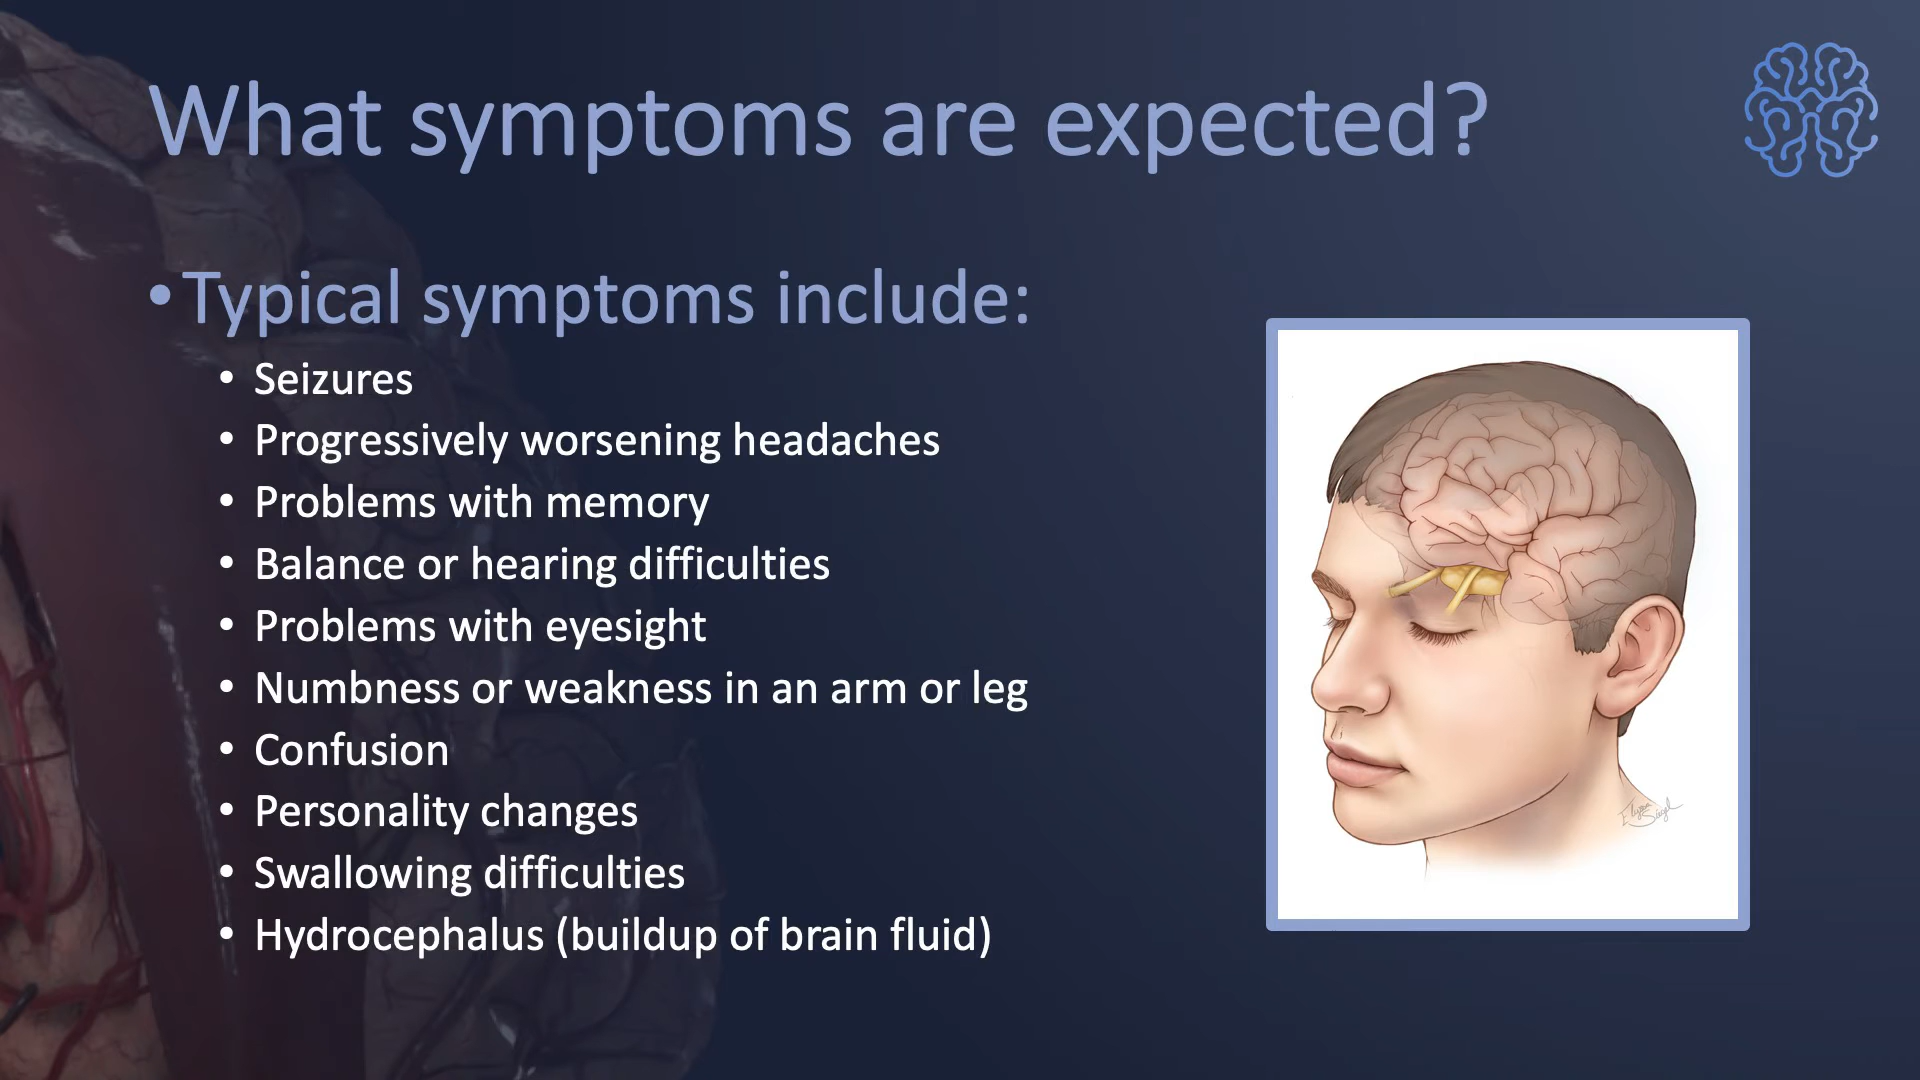 What symptoms are expected?
• Typical symptoms include:
• Seizures
• Progressively worsening headaches
• Problems with memory
• Balance or hearing difficulties
• Problems with eyesight
• Numbness or weakness in an arm or leg
• Confusion
• Personality changes
• Swallowing difficulties
• Hydrocephalus (buildup of brain fluid)